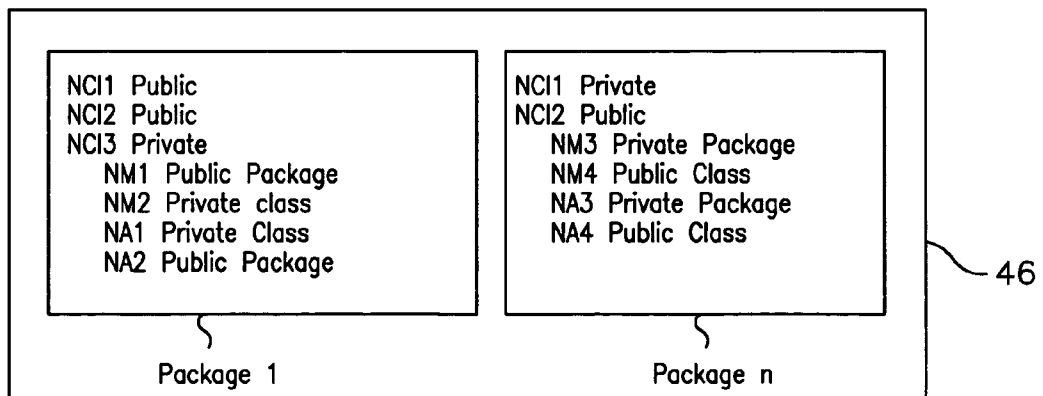 NCI1 Public
NCI2 Public
NCI3 Private
NM1 Public Package
NM2 Private class
NA1 Private Class
NA2 Public Package
Package 1
NCI1 Private
NCI2 Public
NM3 Private Package
NM4 Public Class
NA3 Private Package
NA4 Public Class
Package n
46